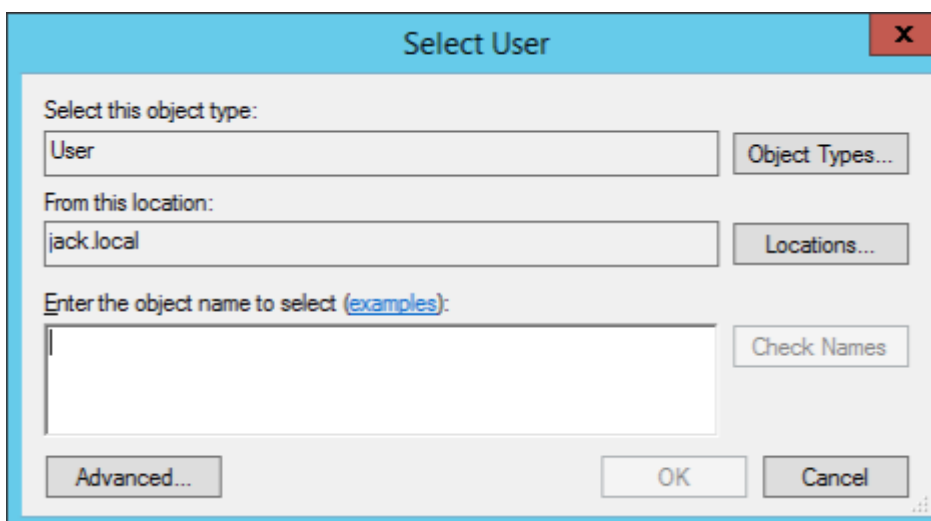 Select User
x
Select this object type:
User
Object Types...
From this location:
jack.local
Locations...
Enter the object name to select (examples):
Check Names
Advanced...
OK
Cancel